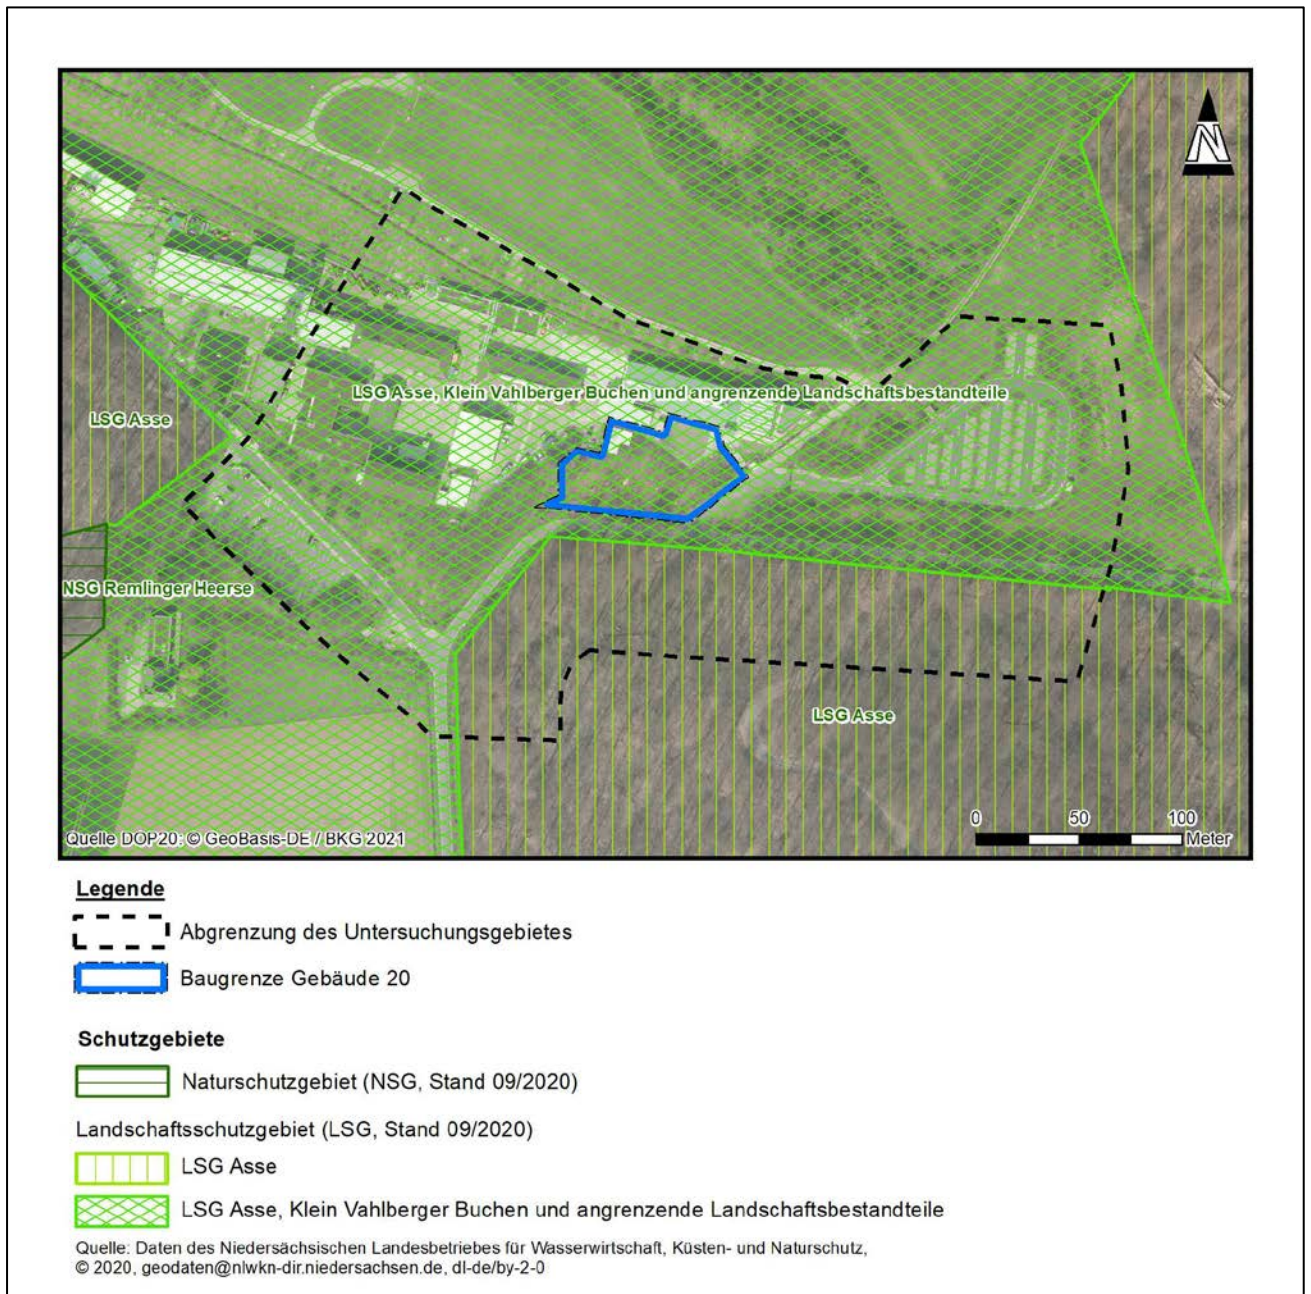 N
LSG Asse, Klein Vahlberger Buchen und angrenzende Landschaftsbestandteile
LSG Asse
NSG Remlinger Heerse
LSG Asse
0 50 100
Meter
Quelle DOP20: © GeoBasis-DE / BKG 2021
Legende
Abgrenzung des Untersuchungsgebietes
Baugrenze Gebäude 20
Schutzgebiete
Naturschutzgebiet (NSG, Stand 09/2020)
Landschaftsschutzgebiet (LSG, Stand 09/2020)
LSG Asse
LSG Asse, Klein Vahlberger Buchen und angrenzende Landschaftsbestandteile
Quelle: Daten des Niedersächsischen Landesbetriebes für Wasserwirtschaft, Küsten- und Naturschutz,
© 2020, geodaten@nlwkn-dir.niedersachsen.de, dl-de/by-2-0